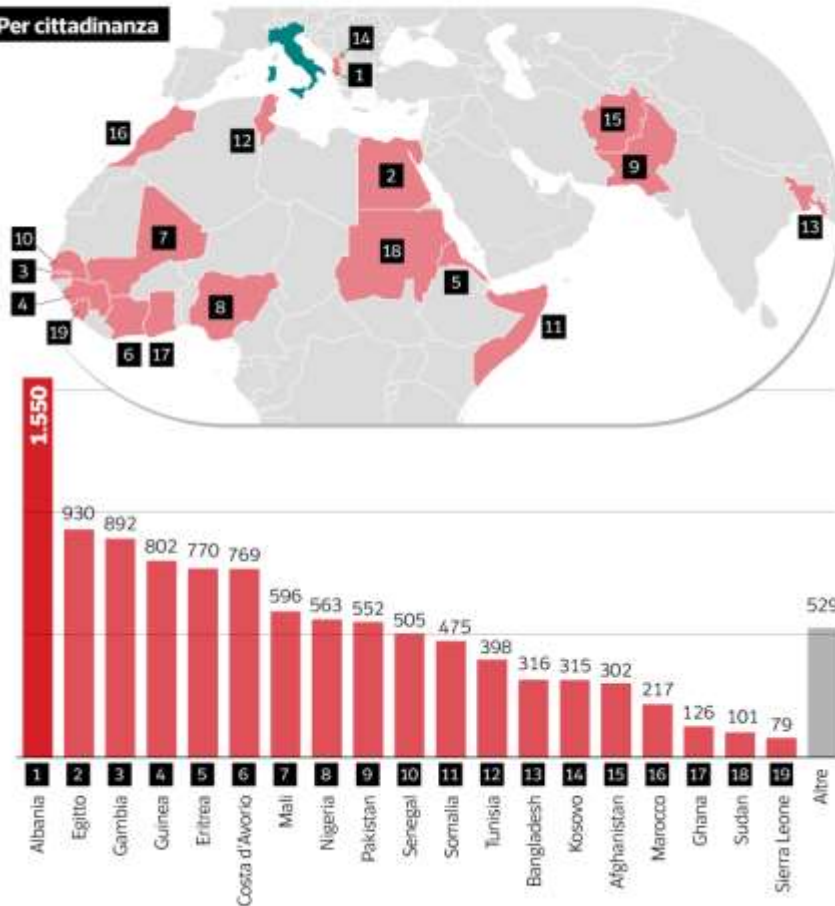 Per cittadinanza
14
1
16
12
15
2
9
13
10
7
18
3
5
4
8
11
19
6
17
1.550
930
892
802
770
769
596
563
552
505
475
398
316
315
302
217
126
101
79
529
1
2
3
4
5
6
7
8
9
10
11
12
13
14
15
16
17
18
19
Albania
Egitto
Gambia
Guinea
Eritrea
Costa d'Avorio
Mali
Nigeria
Pakistan
Senegal
Somalia
Tunisia
Bangladesh
Kosovo
Afghanistan
Marocco
Ghana
Sudan
Sierra Leone
Altre